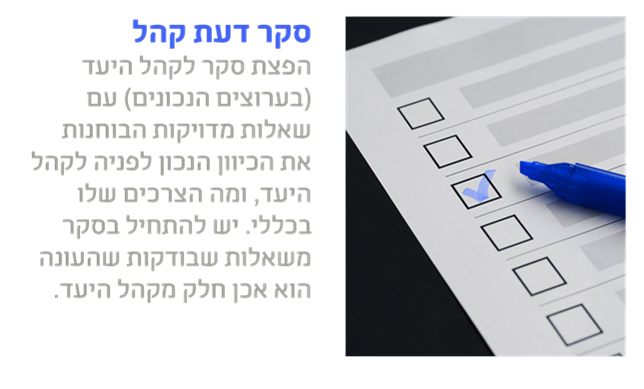 סקר דעת קהל
הפצת סקר לקהל היעד
(בערוצים הנכונים) עם
שאלות מדויקות הבוחנות
את הכיוון הנכון לפניה לקהל
היעד, ומה הצרכים שלו
בכללי. יש להתחיל בסקר
משאלות שבודקות שהעונה
הוא אכן חלק מקהל היעד.